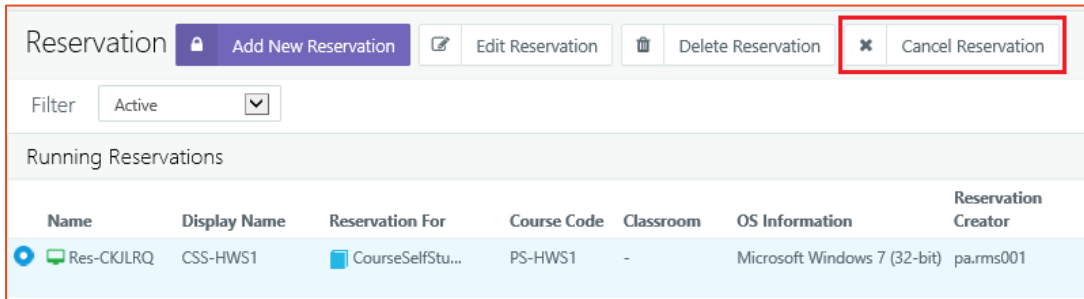 Reservation Add New Reservation Edit Reservation Delete Reservation Cancel Reservation
Filter Active
Running Reservations
Name Display Name Reservation For Course Code Classroom OS Information Reservation Creator
Res-CKJLRQ CSS-HWS1 CourseSelfStu... PS-HWS1 - Microsoft Windows 7 (32-bit) pa.rms001